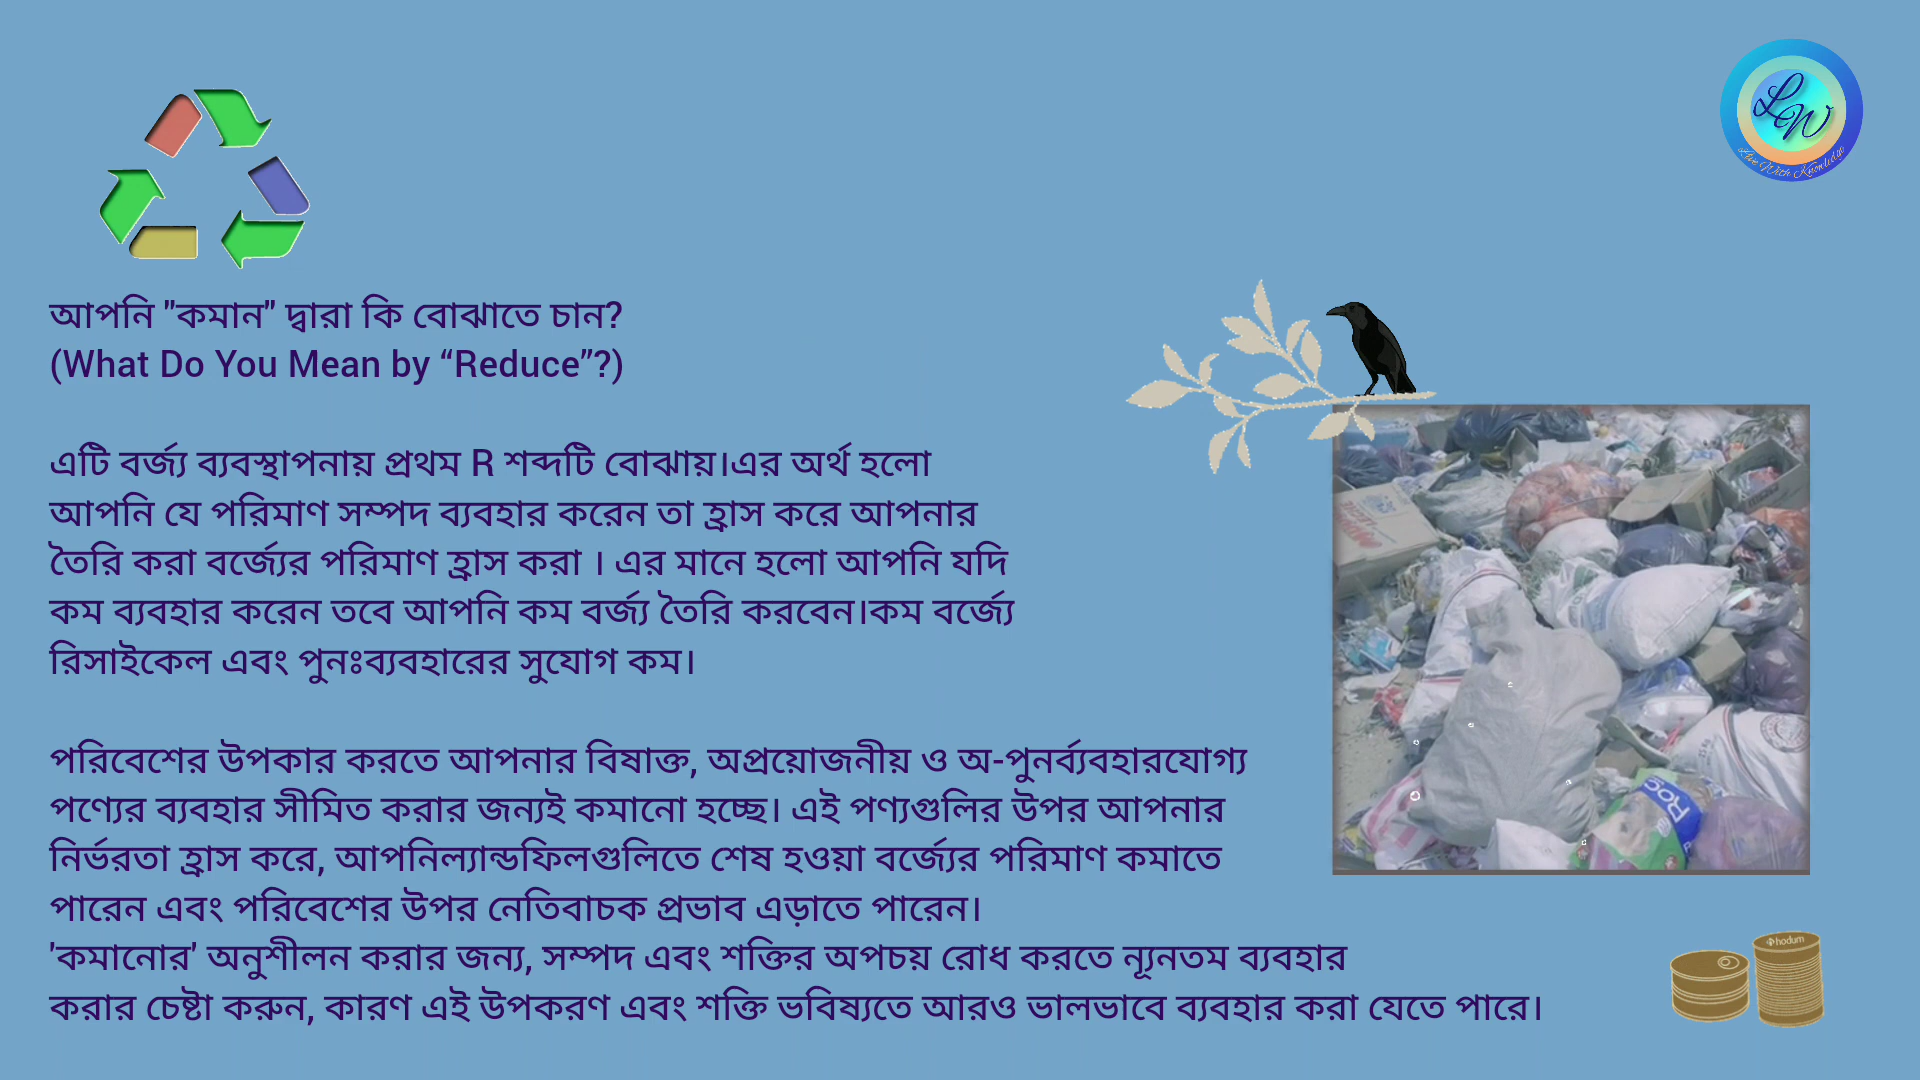 LW
Live With Knowledge
আপনি "কমান" দ্বারা কি বোঝাতে চান?
(What Do You Mean by “Reduce”?)
এটি বর্জ্য ব্যবস্থাপনায় প্রথম R শব্দটি বোঝায়।এর অর্থ হলো
আপনি যে পরিমাণ সম্পদ ব্যবহার করেন তা হ্রাস করে আপনার
তৈরি করা বর্জ্যের পরিমাণ হ্রাস করা । এর মানে হলো আপনি যদি
কম ব্যবহার করেন তবে আপনি কম বর্জ্য তৈরি করবেন।কম বর্জ্যে
রিসাইকেল এবং পুনঃব্যবহারের সুযোগ কম।
পরিবেশের উপকার করতে আপনার বিষাক্ত, অপ্রয়োজনীয় ও অ-পুনর্ব্যবহারযোগ্য
পণ্যের ব্যবহার সীমিত করার জন্যই কমানো হচ্ছে। এই পণ্যগুলির উপর আপনার
নির্ভরতা হ্রাস করে, আপনিল্যান্ডফিলগুলিতে শেষ হওয়া বর্জ্যের পরিমাণ কমাতে
পারেন এবং পরিবেশের উপর নেতিবাচক প্রভাব এড়াতে পারেন।
'কমানোর' অনুশীলন করার জন্য, সম্পদ এবং শক্তির অপচয় রোধ করতে ন্যূনতম ব্যবহার
করার চেষ্টা করুন, কারণ এই উপকরণ এবং শক্তি ভবিষ্যতে আরও ভালভাবে ব্যবহার করা যেতে পারে।
hodum